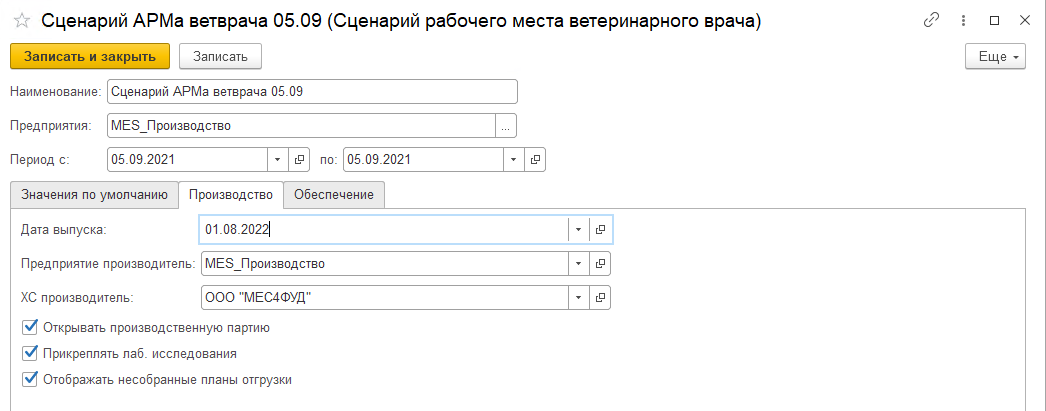 Сценарий АРМа ветврача 05.09 (Сценарий рабочего места ветеринарного врача)
Записать и закрыть Записать Еще
Наименование: Сценарий АРМа ветврача 05.09
Предприятия: MES_Производство ...
Период с: 05.09.2021 по: 05.09.2021
Значения по умолчанию Производство Обеспечение
Дата выпуска: 01.08.2022
Предприятие производитель: MES_Производство
ХС производитель: ООО "МЕС4ФУД"
Открывать производственную партию
Прикреплять лаб. исследования
Отображать несобранные планы отгрузки